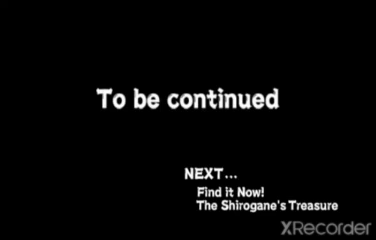 To be continued
NEXT...
Find it Now!
The Shirogane's Treasure
XRecorder